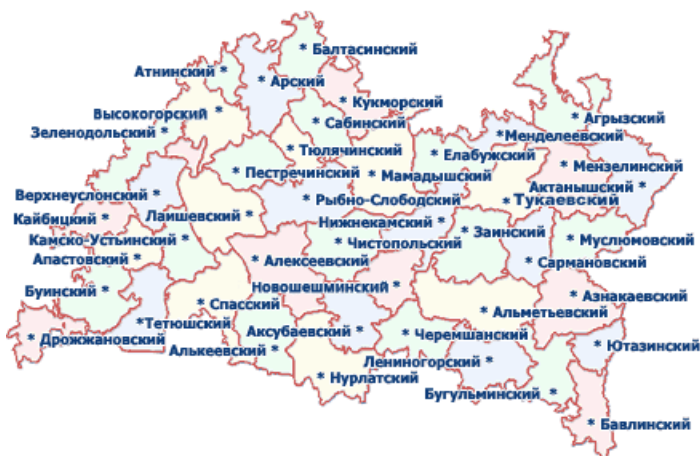 * Балтасинский
Атнинский *
* Арский
* Кукморский
Высокогорский *
* Сабинский
* Агрызский
Зеленодольский *
* Менделеевский
* Тюлячинский
* Елабужский
* Пестречинский
* Мамадышский
* Мензелинский
Верхнеуслонский *
* Рыбно-Слободский
* Тукаевский
Актанышский *
Кайбицкий *
Лаишевский *
Нижнекамский *
* Заинский
Камско-Устьинский *
* Чистопольский
* Муслюмовский
Апастовский *
* Алексеевский
* Сармановский
Буинский *
Новошешминский *
* Азнакаевский
* Спасский
* Альметьевский
* Тетюшский
Аксубаевский *
* Черемшанский
* Дрожжановский
* Ютазинский
Алькеевский *
Лениногорский *
* Нурлатский
Бугульминский *
* Бавлинский